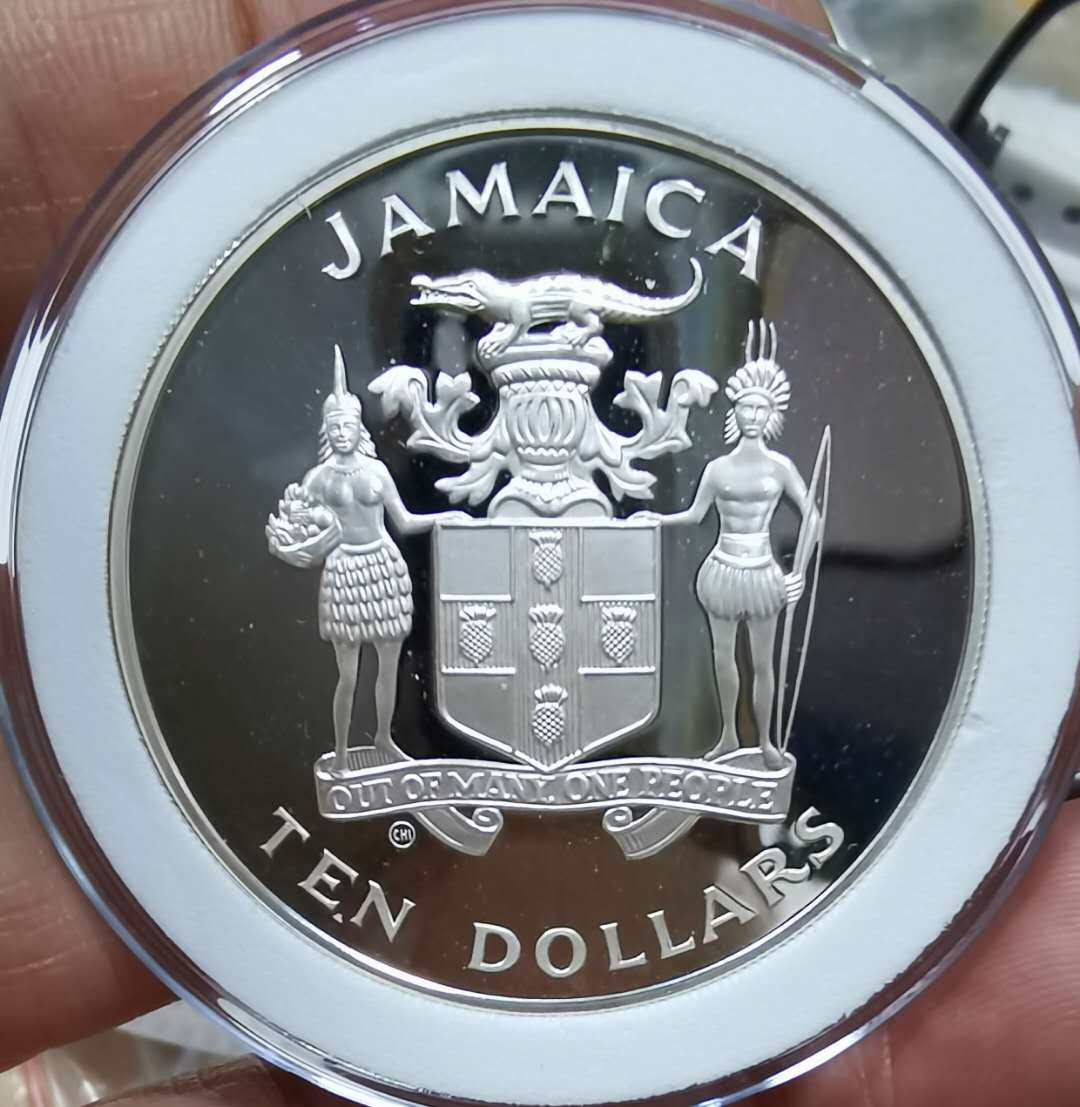 JAMAICA
OUT OF MANY, ONE PEOPLE
CHI
TEN DOLLARS